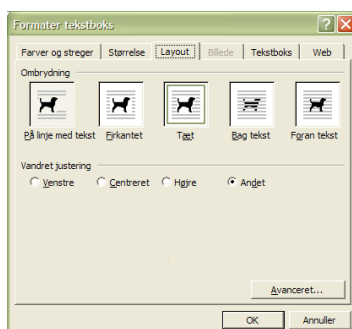 Formater tekstboks
Farver og streger Størrelse Layout Billede Tekstboks Web
Ombrydning
På linje med tekst Firkantet Tæt Bag tekst Foran tekst
Vandret justering
Venstre Centreret Højre Andet
Avanceret...
OK Annuller